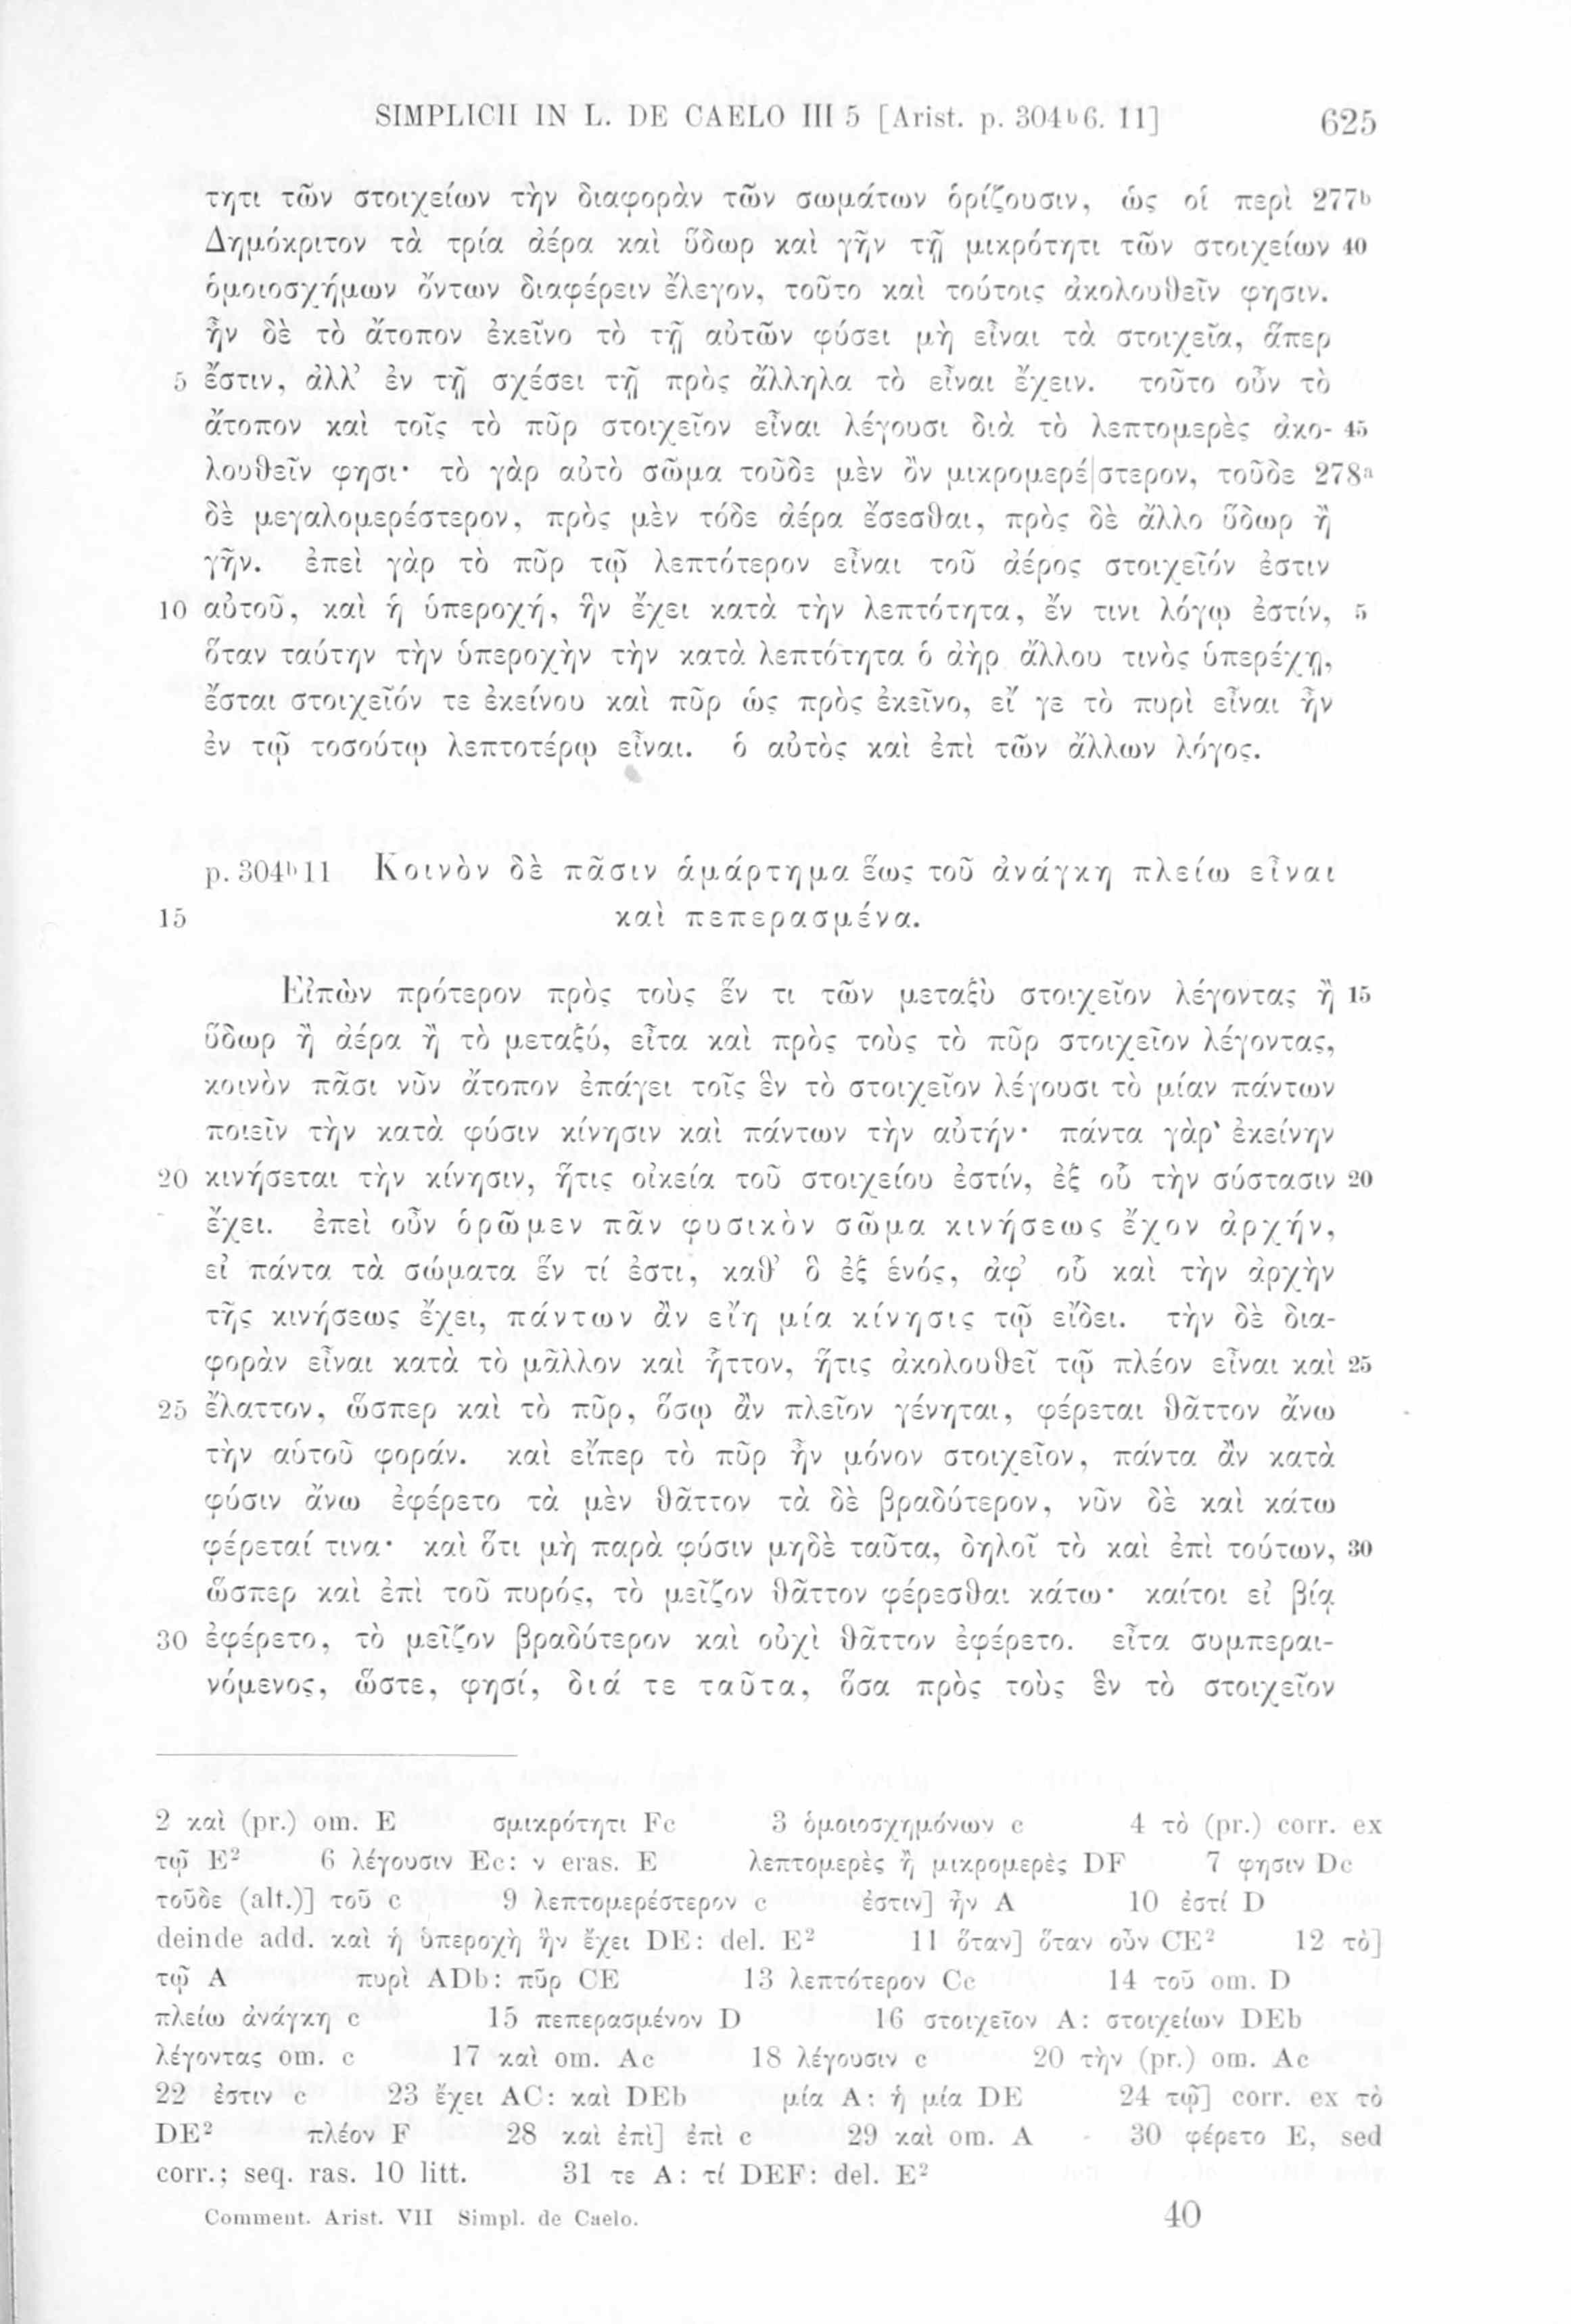 SIMPLICII IN L. DE CAELO III 5 [Arist. p. 304b6. 11] 625
τητι τῶν στοιχείων τὴν διαφορὰν τῶν σωμάτων ὁρίζουσιν, ὡς οἱ περὶ 277b
Δημόκριτον τὰ τρία ἀέρα καὶ ὕδωρ καὶ γῆν τῇ μικρότητι τῶν στοιχείων 40
ὁμοιοσχήμων ὄντων διαφέρειν ἔλεγον, τοῦτο καὶ τούτοις ἀκολουθεῖν φησιν.
ἦν δὲ τὸ ἄτοπον ἐκεῖνο τὸ τῇ αὐτῶν φύσει μὴ εἶναι τὰ στοιχεῖα, ἅπερ
5 ἔστιν, ἀλλ’ ἐν τῇ σχέσει τῇ πρὸς ἄλληλα τὸ εἶναι ἔχειν. τοῦτο οὖν τὸ
ἄτοπον καὶ τοῖς τὸ πῦρ στοιχεῖον εἶναι λέγουσι διὰ τὸ λεπτομερὲς ἀκο- 45
λουθεῖν φησι· τὸ γὰρ αὐτὸ σῶμα τοῦδε μὲν ὂν μικρομερέ|στερον, τοῦδε 278a
δὲ μεγαλομερέστερον, πρὸς μὲν τόδε ἀέρα ἔσεσθαι, πρὸς δὲ ἄλλο ὕδωρ ἢ
γῆν. ἐπεὶ γὰρ τὸ πῦρ τῷ λεπτότερον εἶναι τοῦ ἀέρος στοιχεῖόν ἐστιν
10 αὐτοῦ, καὶ ἡ ὑπεροχή, ἣν ἔχει κατὰ τὴν λεπτότητα, ἔν τινι λόγῳ ἐστίν, 5
ὅταν ταύτην τὴν ὑπεροχὴν τὴν κατὰ λεπτότητα ὁ ἀὴρ ἄλλου τινὸς ὑπερέχῃ,
ἔσται στοιχεῖόν τε ἐκείνου καὶ πῦρ ὡς πρὸς ἐκεῖνο, εἴ γε τὸ πυρὶ εἶναι ἦν
ἐν τῷ τοσούτῳ λεπτοτέρῳ εἶναι. ὁ αὐτὸς καὶ ἐπὶ τῶν ἄλλων λόγος.
p. 304b11 Κοινὸν δὲ πᾶσιν ἁμάρτημα ἕως τοῦ ἀνάγκη πλείω εἶναι
15 καὶ πεπερασμένα.
Εἰπὼν πρότερον πρὸς τοὺς ἕν τι τῶν μεταξὺ στοιχεῖον λέγοντας ἢ 15
ὕδωρ ἢ ἀέρα ἢ τὸ μεταξύ, εἶτα καὶ πρὸς τοὺς τὸ πῦρ στοιχεῖον λέγοντας,
κοινὸν πᾶσι νῦν ἄτοπον ἐπάγει τοῖς ἓν τὸ στοιχεῖον λέγουσι τὸ μίαν πάντων
ποιεῖν τὴν κατὰ φύσιν κίνησιν καὶ πάντων τὴν αὐτήν· πάντα γὰρ ἐκείνην
20 κινήσεται τὴν κίνησιν, ἥτις οἰκεία τοῦ στοιχείου ἐστίν, ἐξ οὗ τὴν σύστασιν 20
ἔχει. ἐπεὶ οὖν ὁρῶμεν πᾶν φυσικὸν σῶμα κινήσεως ἔχον ἀρχήν,
εἰ πάντα τὰ σώματα ἕν τί ἐστι, καθ’ ὃ ἐξ ἑνός, ἀφ’ οὗ καὶ τὴν ἀρχὴν
τῆς κινήσεως ἔχει, πάντων ἂν εἴη μία κίνησις τῷ εἴδει. τὴν δὲ δια-
φορὰν εἶναι κατὰ τὸ μᾶλλον καὶ ἧττον, ἥτις ἀκολουθεῖ τῷ πλέον εἶναι καὶ 25
25 ἔλαττον, ὥσπερ καὶ τὸ πῦρ, ὅσῳ ἂν πλεῖον γένηται, φέρεται θᾶττον ἄνω
τὴν αὑτοῦ φοράν. καὶ εἴπερ τὸ πῦρ ἦν μόνον στοιχεῖον, πάντα ἂν κατὰ
φύσιν ἄνω ἐφέρετο τὰ μὲν θᾶττον τὰ δὲ βραδύτερον, νῦν δὲ καὶ κάτω
φέρεταί τινα· καὶ ὅτι μὴ παρὰ φύσιν μηδὲ ταῦτα, δηλοῖ τὸ καὶ ἐπὶ τούτων, 30
ὥσπερ καὶ ἐπὶ τοῦ πυρός, τὸ μεῖζον θᾶττον φέρεσθαι κάτω· καίτοι εἰ βίᾳ
30 ἐφέρετο, τὸ μεῖζον βραδύτερον καὶ οὐχὶ θᾶττον ἐφέρετο. εἶτα συμπεραι-
νόμενος, ὥστε, φησί, διά τε ταῦτα, ὅσα πρὸς τοὺς ἓν τὸ στοιχεῖον
2 καὶ (pr.) om. E σμικρότητι Fc 3 ὁμοιοσχημόνων c 4 τὸ (pr.) corr. ex
τῷ E² 6 λέγουσιν Ec: ν eras. E λεπτομερὲς ἢ μικρομερὲς DF 7 φησιν Dc
τοῦδε (alt.)] τοῦ c 9 λεπτομερέστερον c ἐστιν] ἦν A 10 ἐστί D
deinde add. καὶ ἡ ὑπεροχὴ ἣν ἔχει DE: del. E² 11 ὅταν] ὅταν οὖν CE² 12 τὸ]
τῷ A πυρὶ ADb: πῦρ CE 13 λεπτότερον Cc 14 τοῦ om. D
πλείω ἀνάγκη c 15 πεπερασμένον D 16 στοιχεῖον A: στοιχείων DEb
λέγοντας om. c 17 καὶ om. Ac 18 λέγουσιν c 20 τὴν (pr.) om. Ac
22 ἐστιν c 23 ἔχει AC: καὶ DEb μία A: ἡ μία DE 24 τῷ] corr. ex τὸ
DE² πλέον F 28 καὶ ἐπὶ] ἐπὶ c 29 καὶ om. A 30 φέρετο E, sed
corr.; seq. ras. 10 litt. 31 τε A: τί DEF: del. E²
Comment. Arist. VII Simpl. de Caelo. 40